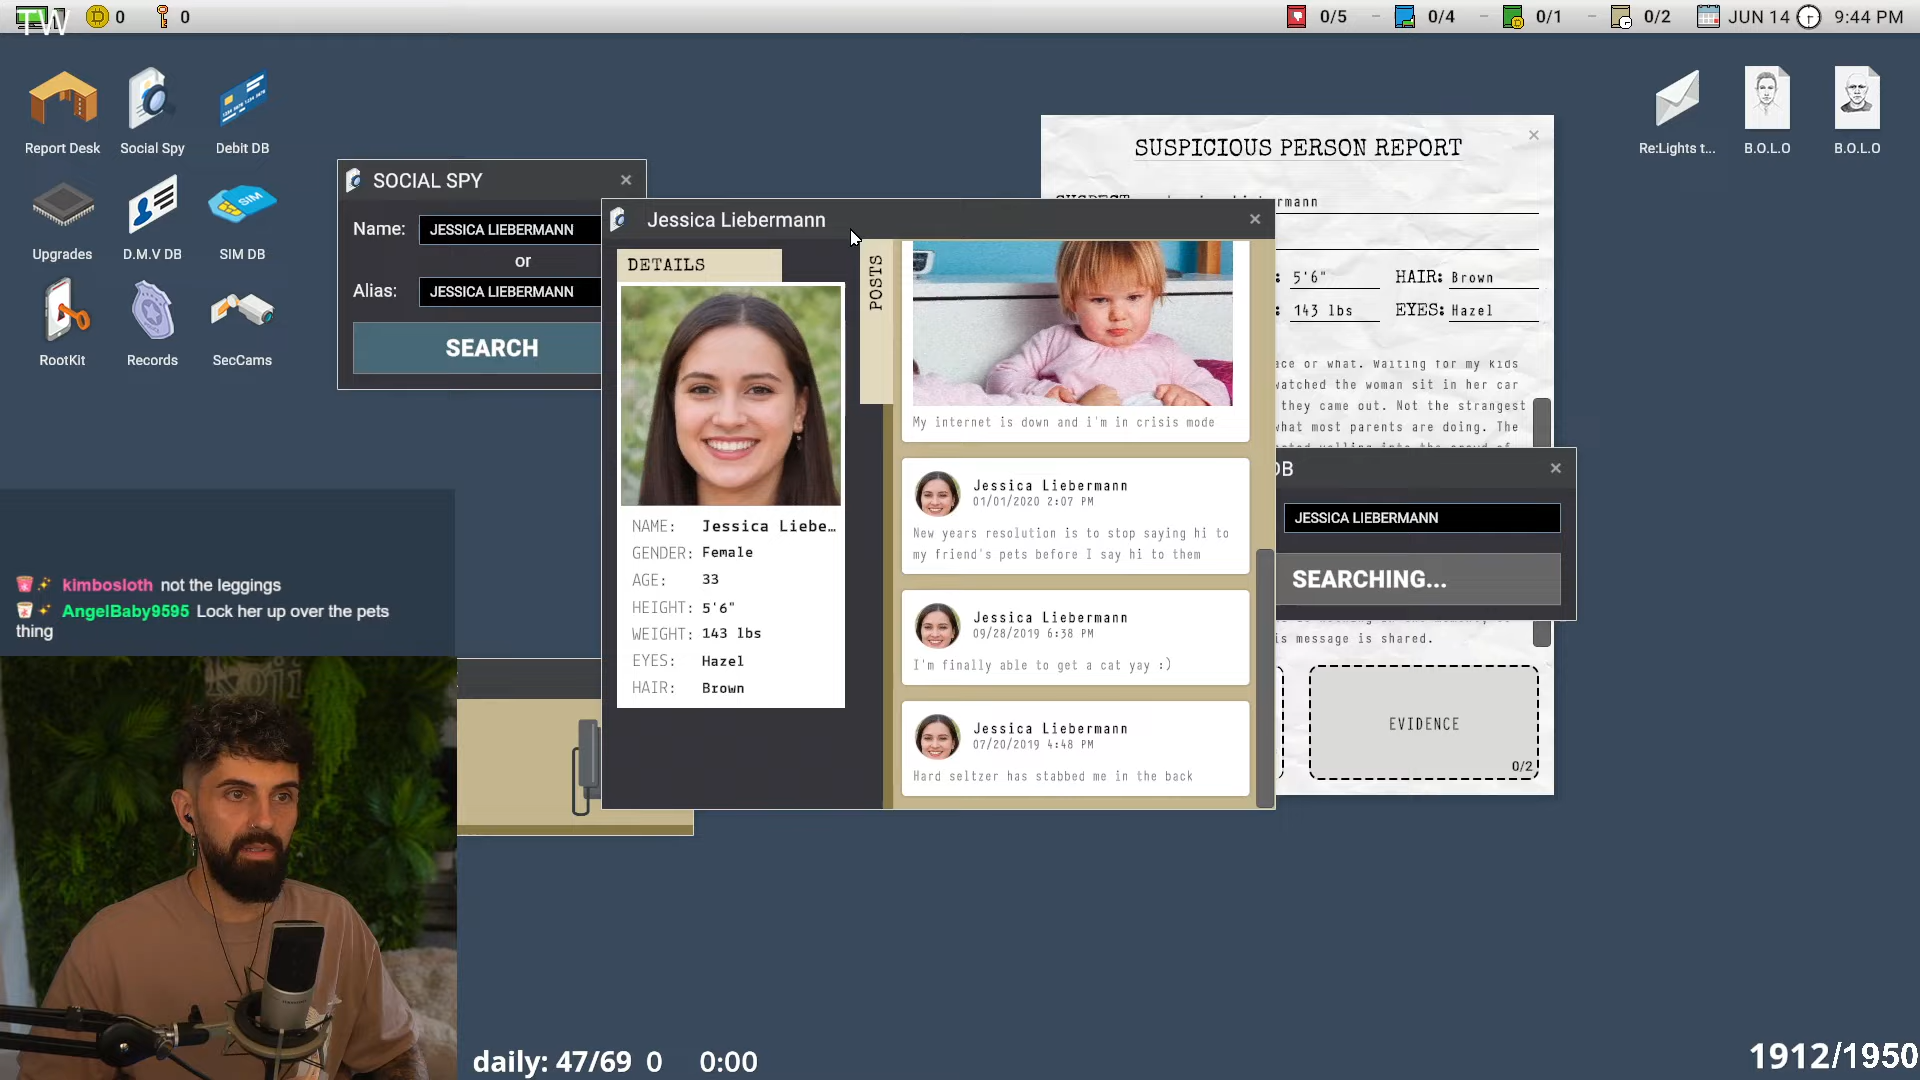 TW
0
0
0/5
0/4
0/1
0/2
JUN 14
9:44 PM
Report Desk
Social Spy
Debit DB
Upgrades
D.M.V DB
SIM DB
RootKit
Records
SecCams
Re:Lights t...
B.O.L.O
B.O.L.O
SOCIAL SPY
Name:
JESSICA LIEBERMANN
or
Alias:
JESSICA LIEBERMANN
SEARCH
SUSPICIOUS PERSON REPORT
rmann
5'6"
HAIR: Brown
143 lbs
EYES: Hazel
ace or what. Waiting for my kids
watched the woman sit in her car
they came out. Not the strangest
what most parents are doing. The
is message is shared.
EVIDENCE
0/2
DB
JESSICA LIEBERMANN
SEARCHING...
Jessica Liebermann
DETAILS
NAME: Jessica Liebe…
GENDER: Female
AGE: 33
HEIGHT: 5'6"
WEIGHT: 143 lbs
EYES: Hazel
HAIR: Brown
POSTS
My internet is down and i'm in crisis mode
Jessica Liebermann
01/01/2020 2:07 PM
New years resolution is to stop saying hi to
my friend's pets before I say hi to them
Jessica Liebermann
09/28/2019 6:38 PM
I'm finally able to get a cat yay :)
Jessica Liebermann
07/20/2019 4:48 PM
Hard seltzer has stabbed me in the back
kimbosloth not the leggings
AngelBaby9595 Lock her up over the pets
thing
Koji
daily: 47/69 0 0:00
1912/1950